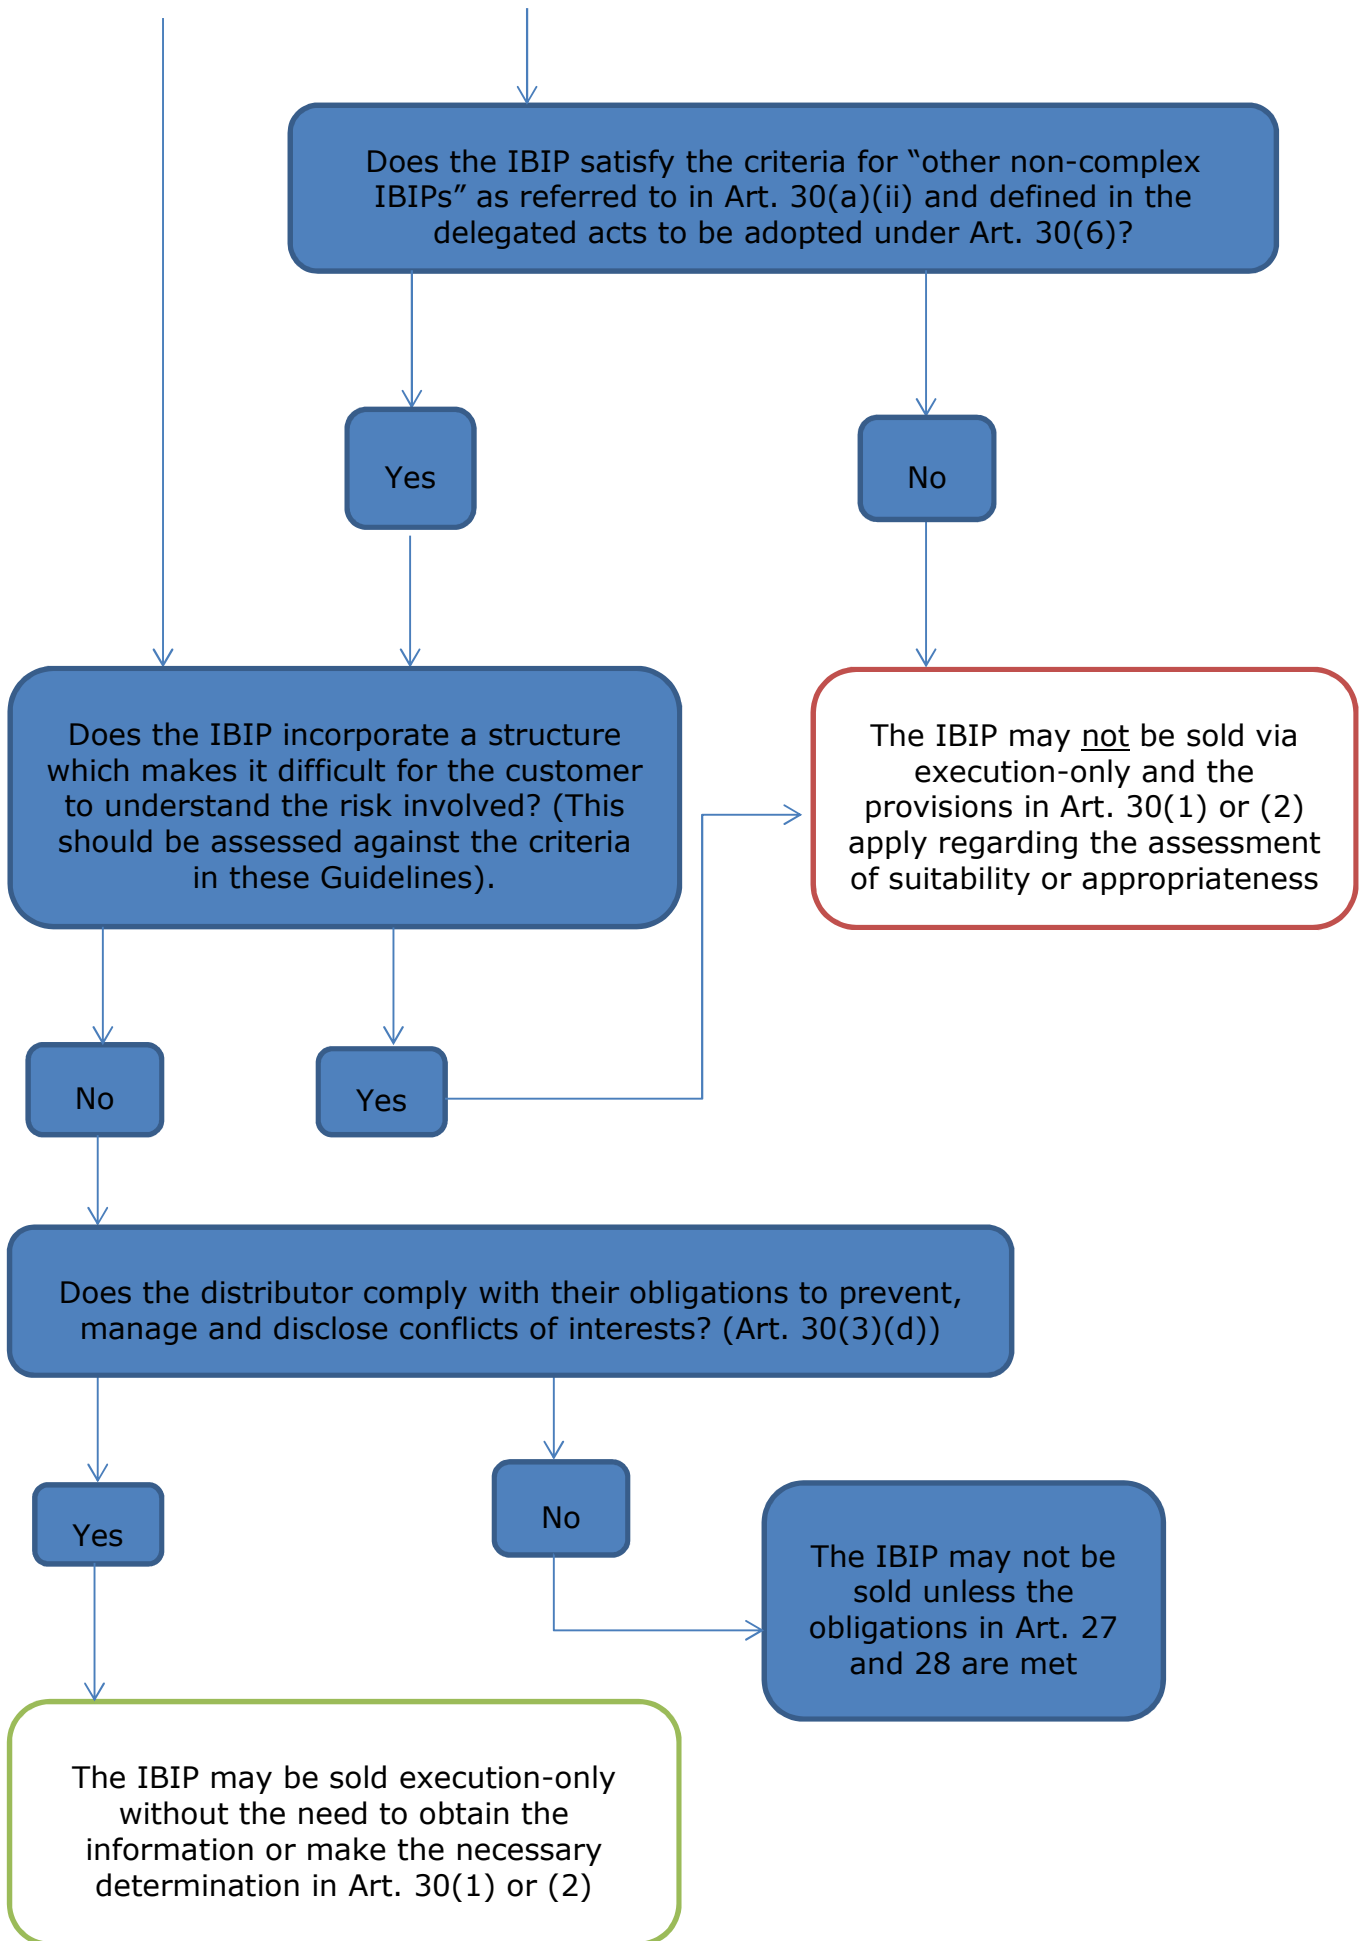 Does the IBIP satisfy the criteria for “other non-complex
IBIPs” as referred to in Art. 30(a)(ii) and defined in the
delegated acts to be adopted under Art. 30(6)?
Yes
No
Does the IBIP incorporate a structure
which makes it difficult for the customer
to understand the risk involved? (This
should be assessed against the criteria
in these Guidelines).
The IBIP may not be sold via
execution-only and the
provisions in Art. 30(1) or (2)
apply regarding the assessment
of suitability or appropriateness
No
Yes
Does the distributor comply with their obligations to prevent,
manage and disclose conflicts of interests? (Art. 30(3)(d))
Yes
No
The IBIP may not be
sold unless the
obligations in Art. 27
and 28 are met
The IBIP may be sold execution-only
without the need to obtain the
information or make the necessary
determination in Art. 30(1) or (2)